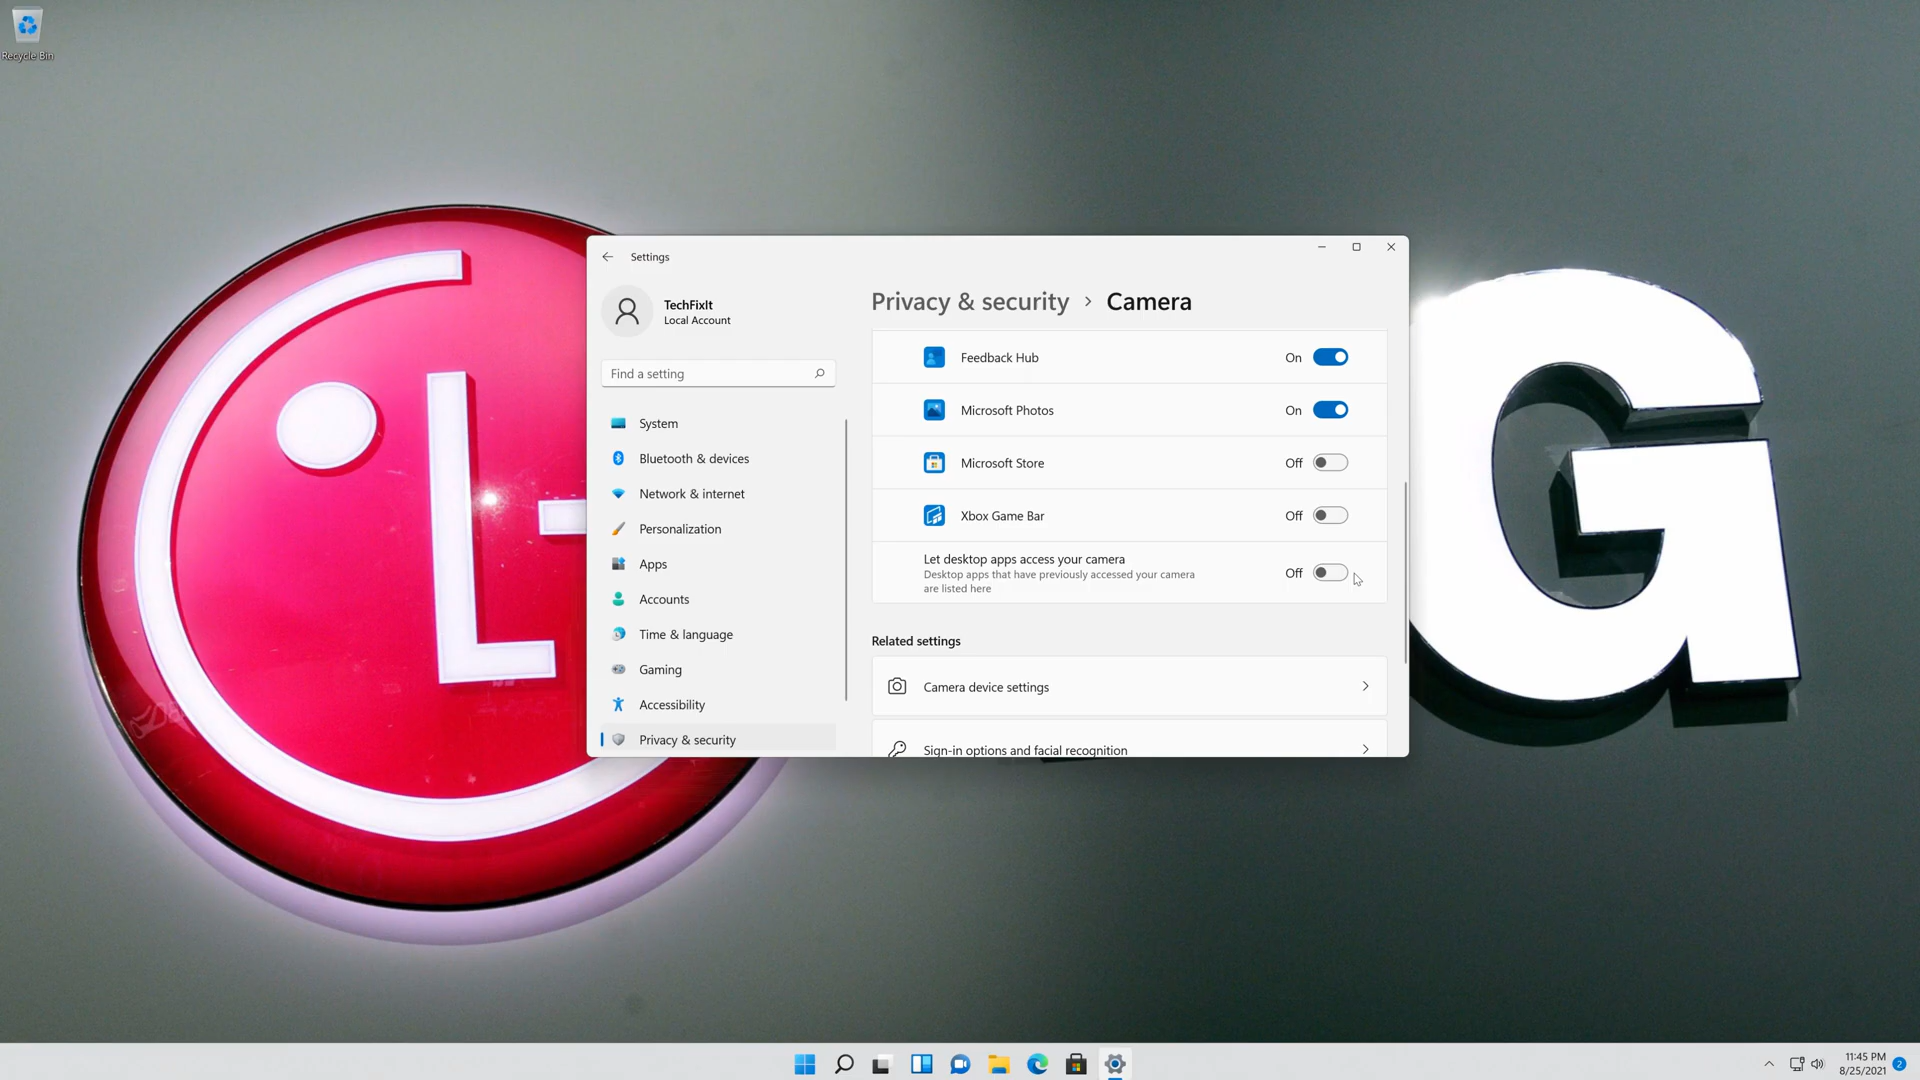 Recycle Bin
Settings
TechFixIt
Local Account
Find a setting
System
Bluetooth & devices
Network & internet
Personalization
Apps
Accounts
Time & language
Gaming
Accessibility
Privacy & security
Privacy & security > Camera
Feedback Hub On
Microsoft Photos On
Microsoft Store Off
Xbox Game Bar Off
Let desktop apps access your camera
Desktop apps that have previously accessed your camera
are listed here
Off
Related settings
Camera device settings
Sign-in options and facial recognition
L G
11:45 PM
8/25/2021
2